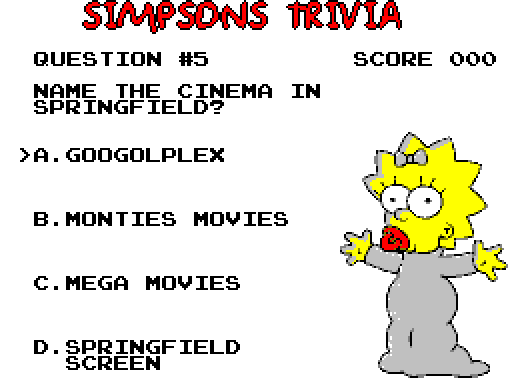 SIMPSONS TRIVIA
QUESTION #5 SCORE 000
NAME THE CINEMA IN
SPRINGFIELD?
>A.GOOGOLPLEX
B.MONTIES MOVIES
C.MEGA MOVIES
D.SPRINGFIELD
SCREEN